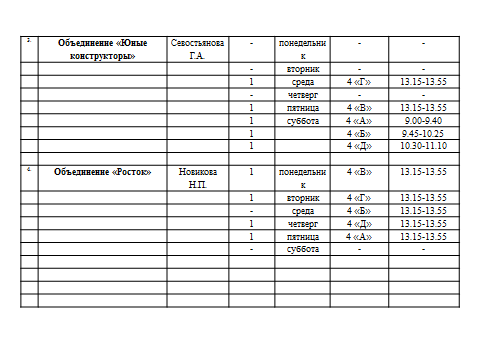 3. Объединение «Юные конструкторы» Севостьянова Г.А. - понедельник - -
- вторник - -
1 среда 4 «Г» 13.15-13.55
- четверг - -
1 пятница 4 «В» 13.15-13.55
1 суббота 4 «А» 9.00-9.40
1 4 «Б» 9.45-10.25
1 4 «Д» 10.30-11.10
4. Объединение «Росток» Новикова Н.П. 1 понедельник 4 «В» 13.15-13.55
1 вторник 4 «Г» 13.15-13.55
- среда 4 «Б» 13.15-13.55
1 четверг 4 «Д» 13.15-13.55
1 пятница 4 «А» 13.15-13.55
- суббота - -